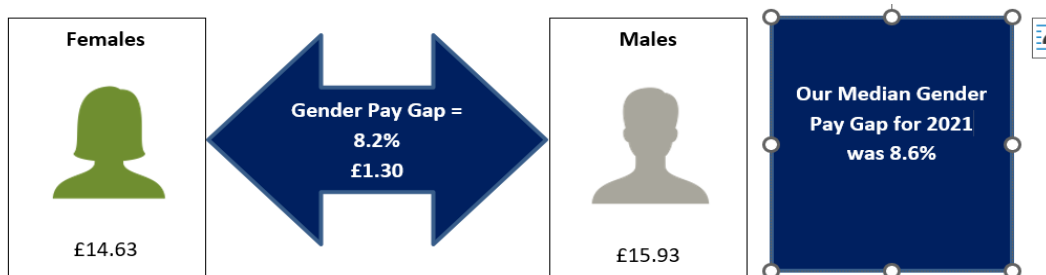 Females
£14.63
Gender Pay Gap =
8.2%
£1.30
Males
£15.93
Our Median Gender
Pay Gap for 2021
was 8.6%